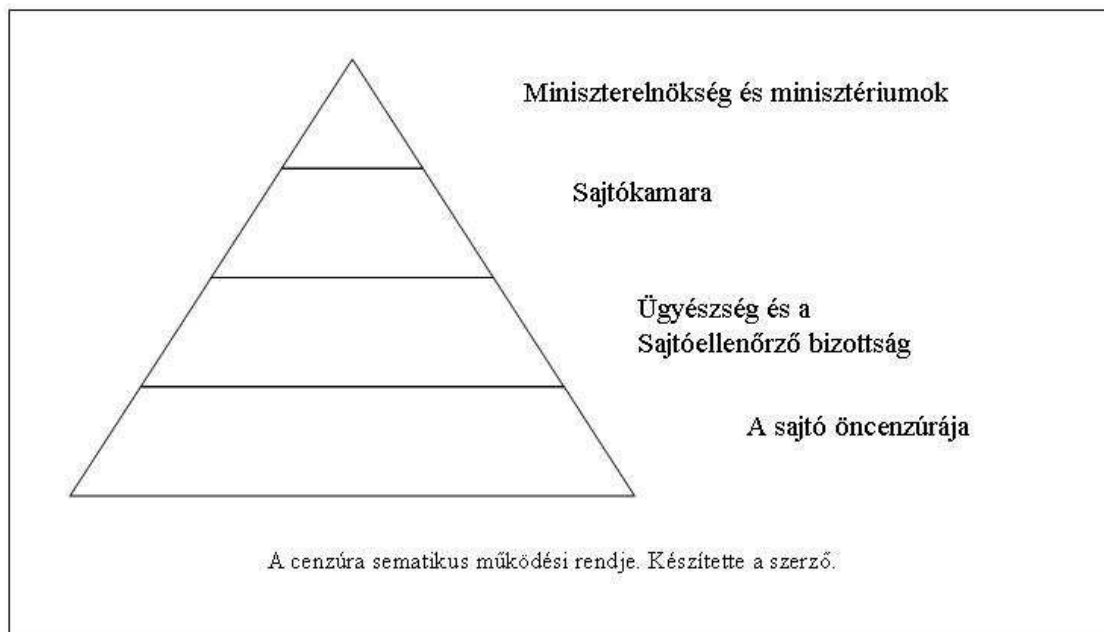 Miniszterelnökség és minisztériumok
Sajtókamara
Ügyészség és a
Sajtóellenőrző bizottság
A sajtó öncenzúrája
A cenzúra sematikus működési rendje. Készítette a szerző.